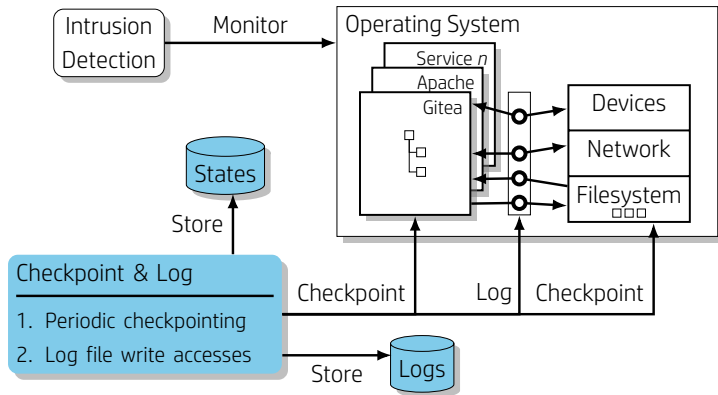 Intrusion
Detection
Monitor
Operating System
Service n
Apache
Gitea
Devices
Network
Filesystem
States
Store
Checkpoint & Log
1. Periodic checkpointing
2. Log file write accesses
Checkpoint
Log
Checkpoint
Store
Logs